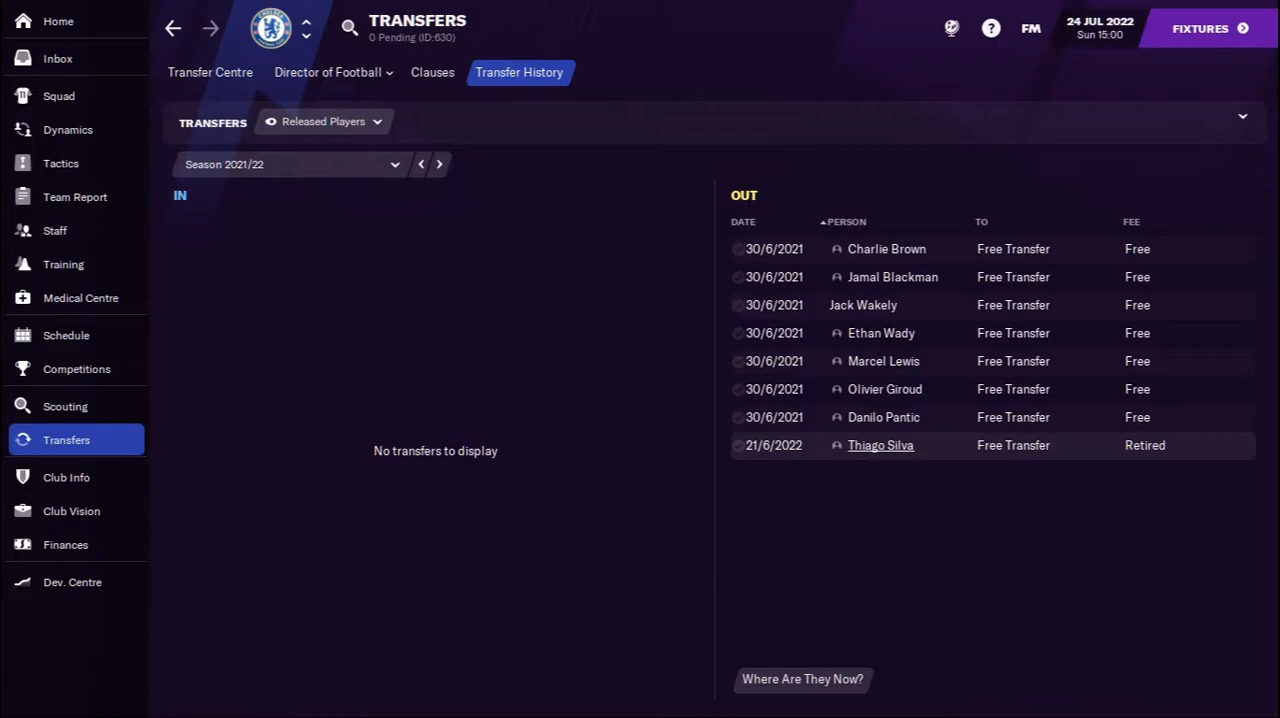 Home
Inbox
Squad
Dynamics
Tactics
Team Report
Staff
Training
Medical Centre
Schedule
Competitions
Scouting
Transfers
Club Info
Club Vision
Finances
Dev. Centre
TRANSFERS
0 Pending (ID:630)
FM
24 JUL 2022
Sun 15:00
FIXTURES
Transfer Centre
Director of Football
Clauses
Transfer History
TRANSFERS
Released Players
Season 2021/22
IN
No transfers to display
OUT
DATE PERSON TO FEE
30/6/2021 Charlie Brown Free Transfer Free
30/6/2021 Jamal Blackman Free Transfer Free
30/6/2021 Jack Wakely Free Transfer Free
30/6/2021 Ethan Wady Free Transfer Free
30/6/2021 Marcel Lewis Free Transfer Free
30/6/2021 Olivier Giroud Free Transfer Free
30/6/2021 Danilo Pantic Free Transfer Free
21/6/2022 Thiago Silva Free Transfer Retired
Where Are They Now?